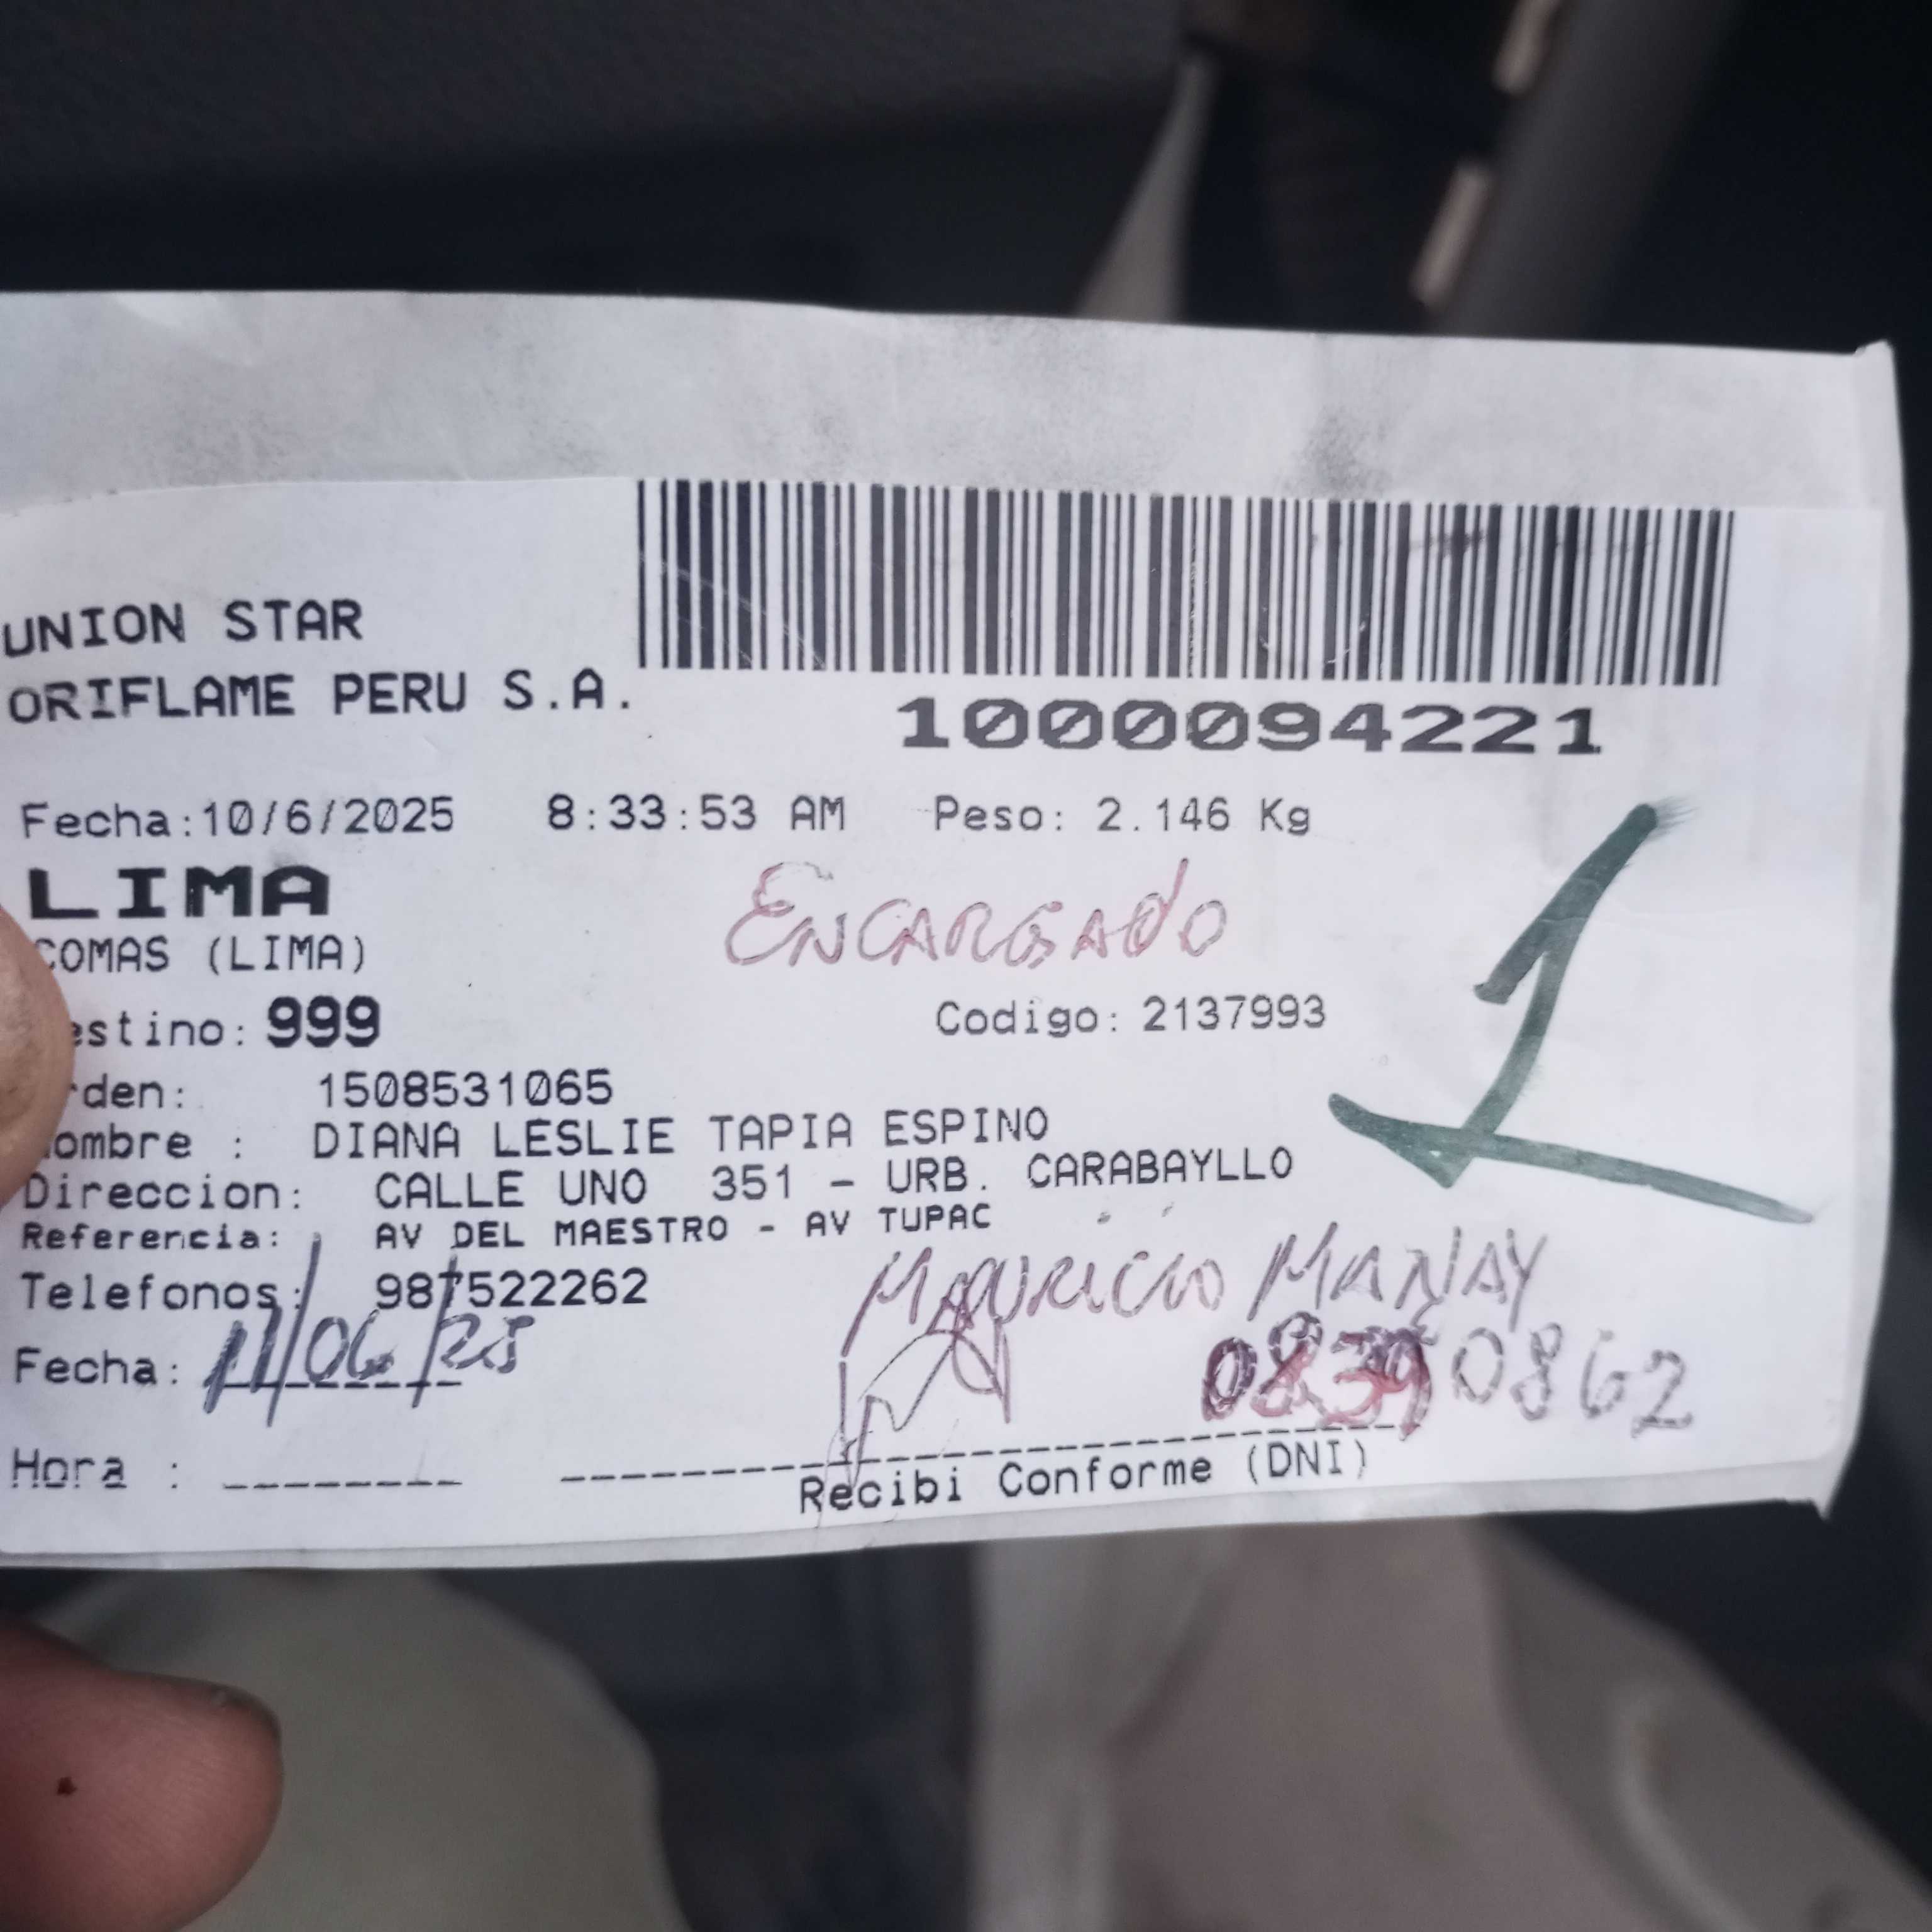 UNION STAR
ORIFLAME PERU S.A.
1000094221
Fecha:10/6/2025 8:33:53 AM Peso: 2.146 Kg
LIMA
ENCARGADO
COMAS (LIMA)
estino: 999 Codigo: 2137993
rden: 1508531065
ombre : DIANA LESLIE TAPIA ESPINO
Direccion: CALLE UNO 351 - URB. CARABAYLLO
Referencia: AV DEL MAESTRO - AV TUPAC
1
Telefonos: 987522262
MAURICIO MAÑAY
Fecha: 11/06/25
08390862
Hora :
Recibi Conforme (DNI)